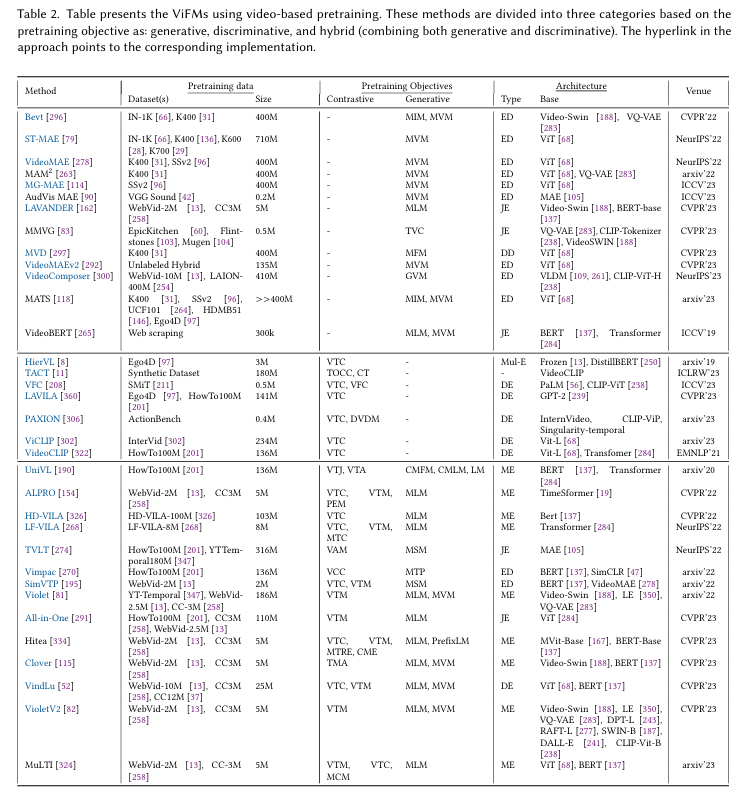 Table 2. Table presents the ViFMs using video-based pretraining. These methods are divided into three categories based on the
pretraining objective as: generative, discriminative, and hybrid (combining both generative and discriminative). The hyperlink in the
approach points to the corresponding implementation.
Method Pretraining data Pretraining Objectives Architecture Venue
Dataset(s) Size Contrastive Generative Type Base
Bevt [296] IN-1K [66], K400 [31] 400M - MIM, MVM ED Video-Swin [188], VQ-VAE CVPR'22
[283]
ST-MAE [79] IN-1K [66], K400 [136], K600 710M - MVM ED ViT [68] NeurIPS'22
[28], K700 [29]
VideoMAE [278] K400 [31], SSv2 [96] 400M - MVM ED ViT [68] NeurIPS'22
MAM² [263] K400 [31] 400M - MVM ED ViT [68], VQ-VAE [283] arxiv'22
MG-MAE [114] SSv2 [96] 400M - MVM ED ViT [68] ICCV'23
AudVis MAE [90] VGG Sound [42] 0.2M - MVM ED MAE [105] ICCV'23
LAVANDER [162] WebVid-2M [13], CC3M 5M - MLM JE Video-Swin [188], BERT-base CVPR'23
[258] [137]
MMVG [83] EpicKitchen [60], Flint- 0.5M - TVC JE VQ-VAE [283], CLIP-Tokenizer CVPR'23
stones [103], Mugen [104] [238], VideoSWIN [188]
MVD [297] K400 [31] 400M - MFM DD ViT [68] CVPR'23
VideoMAEv2 [292] Unlabeled Hybrid 135M - MVM ED ViT [68] CVPR'23
VideoComposer [300] WebVid-10M [13], LAION- 410M - GVM ED VLDM [109, 261], CLIP-ViT-H NeurIPS'23
400M [254] [238]
MATS [118] K400 [31], SSv2 [96], >>400M - MIM, MVM ED ViT [68] arxiv'23
UCF101 [264], HDMB51
[146], Ego4D [97]
VideoBERT [265] Web scraping 300k - MLM, MVM JE BERT [137], Transformer ICCV'19
[284]
HierVL [8] Ego4D [97] 3M VTC - Mul-E Frozen [13], DistillBERT [250] arxiv'19
TACT [11] Synthetic Dataset 180M TOCC, CT - - VideoCLIP ICLRW'23
VFC [208] SMiT [211] 0.5M VTC, VFC - DE PaLM [56], CLIP-ViT [238] ICCV'23
LAVILA [360] Ego4D [97], HowTo100M 141M VTC - DE GPT-2 [239] CVPR'23
[201]
PAXION [306] ActionBench 0.4M VTC, DVDM - DE InternVideo, CLIP-ViP, arxiv'23
Singularity-temporal
ViCLIP [302] InterVid [302] 234M VTC - DE Vit-L [68] arxiv'23
VideoCLIP [322] HowTo100M [201] 136M VTC - DE Vit-L [68], Transfomer [284] EMNLP'21
UniVL [190] HowTo100M [201] 136M VTJ, VTA CMFM, CMLM, LM ME BERT [137], Transformer arxiv'20
[284]
ALPRO [154] WebVid-2M [13], CC3M 5M VTC, VTM, MLM ME TimeSformer [19] CVPR'22
[258] PEM
HD-VILA [326] HD-VILA-100M [326] 103M VTC MLM ME Bert [137] CVPR'22
LF-VILA [268] LF-VILA-8M [268] 8M VTC, VTM, MLM ME Transformer [284] NeurIPS'22
MTC
TVLT [274] HowTo100M [201], YTTem- 316M VAM MSM JE MAE [105] NeurIPS'22
poral180M [347]
Vimpac [270] HowTo100M [201] 136M VCC MTP ED BERT [137], SimCLR [47] arxiv'22
SimVTP [195] WebVid-2M [13] 2M VTC, VTM MSM ED BERT [137], VideoMAE [278] arxiv'22
Violet [81] YT-Temporal [347], WebVid- 186M VTM MLM, MVM ME Video-Swin [188], LE [350], arxiv'22
2.5M [13], CC-3M [258] VQ-VAE [283]
All-in-One [291] HowTo100M [201], CC3M 110M VTM MLM JE ViT [284] CVPR'23
[258], WebVid-2.5M [13]
Hitea [334] WebVid-2M [13], CC3M 5M VTC, VTM, MLM, PrefixLM ME MVit-Base [167], BERT-Base CVPR'23
[258] MTRE, CME [137]
Clover [115] WebVid-2M [13], CC3M 5M TMA MLM, MVM ME Video-Swin [188], BERT [137] CVPR'23
[258]
VindLu [52] WebVid-10M [13], CC3M 25M VTC, VTM MLM, MVM DE ViT [68], BERT [137] CVPR'23
[258], CC12M [37]
VioletV2 [82] WebVid-2M [13], CC3M 5M VTM MLM, MVM ME Video-Swin [188], LE [350], CVPR'23
[258] VQ-VAE [283], DPT-L [243],
RAFT-L [277], SWIN-B [187],
DALL-E [241], CLIP-Vit-B
[238]
MuLTI [324] WebVid-2M [13], CC-3M 5M VTM, VTC, MLM ME ViT [68], BERT [137] arxiv'23
[258] MCM